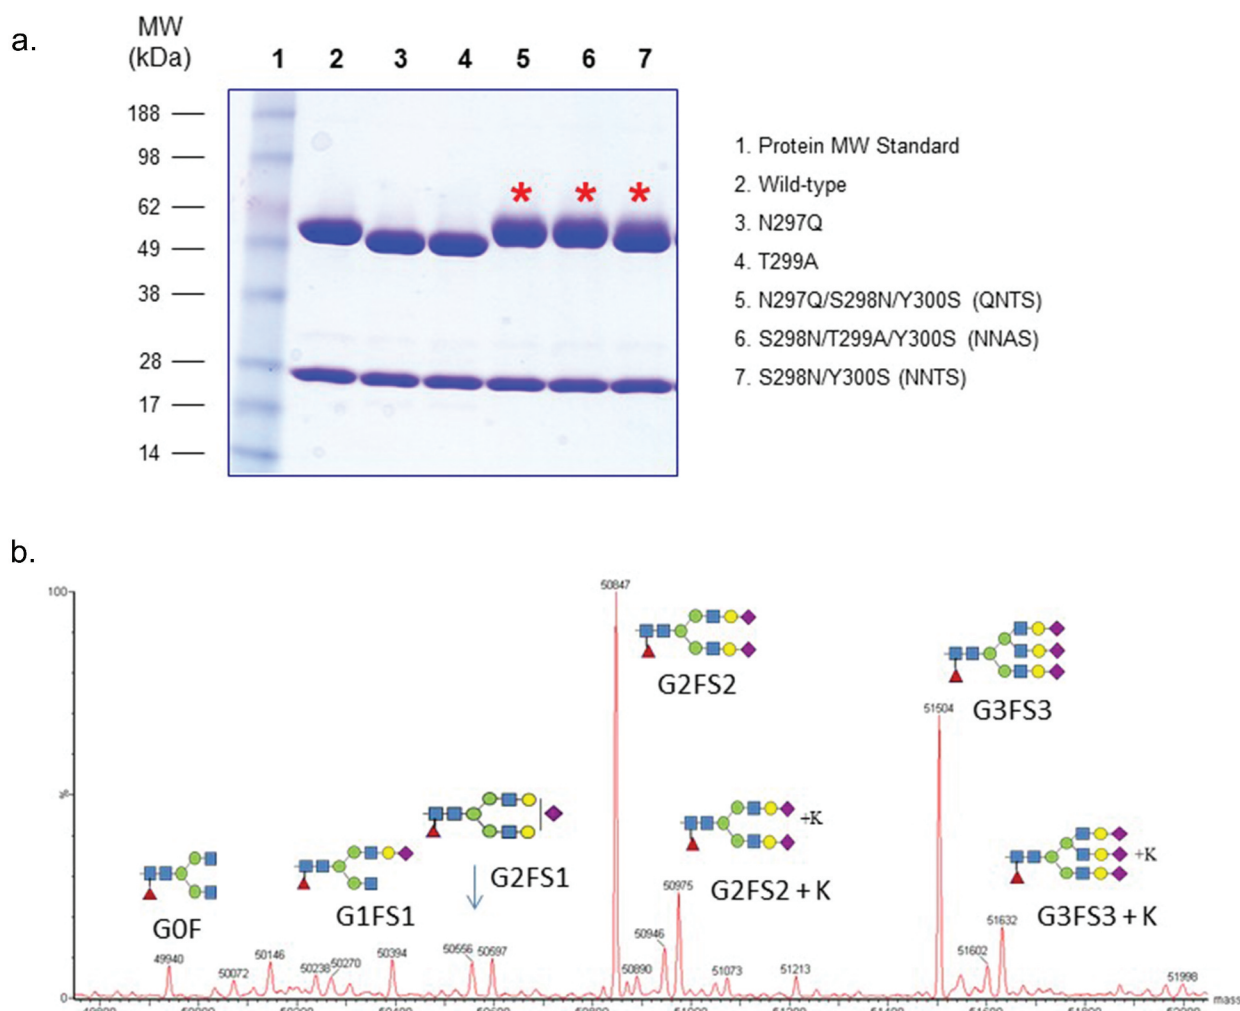 a.
MW
(kDa)
1 2 3 4 5 6 7
188
98
62
49
38
28
17
14
* * *
1. Protein MW Standard
2. Wild-type
3. N297Q
4. T299A
5. N297Q/S298N/Y300S (QNTS)
6. S298N/T299A/Y300S (NNAS)
7. S298N/Y300S (NNTS)
b.
100
%
0
50847
G2FS2
G3FS3
51504
G2FS1
+K
G2FS2 + K
+K
G3FS3 + K
G1FS1
G0F
49940
50072
50146
50238
50270
50394
50556
50597
50890
50946
50975
51073
51213
51602
51632
51998
mass